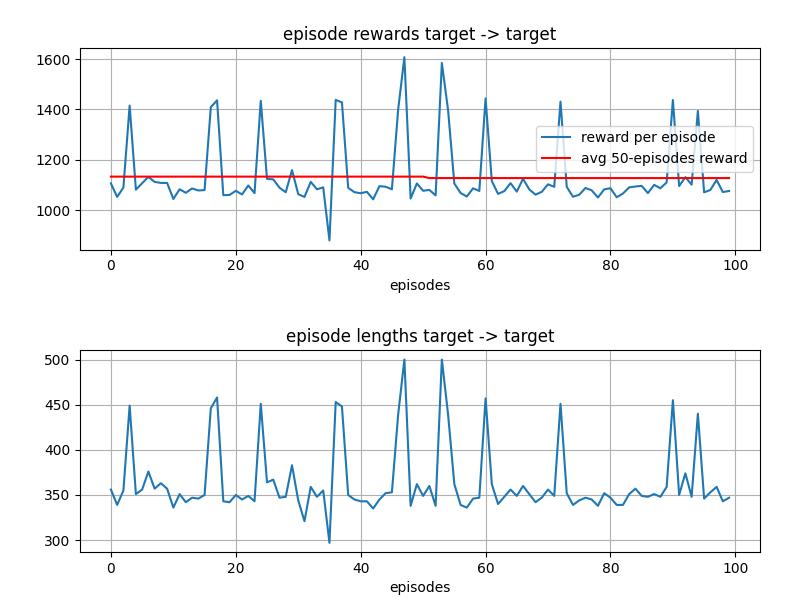 episode rewards target -> target
1600
1400
1200
1000
reward per episode
avg 50-episodes reward
0 20 40 60 80 100
episodes
episode lengths target -> target
500
450
400
350
300
0 20 40 60 80 100
episodes